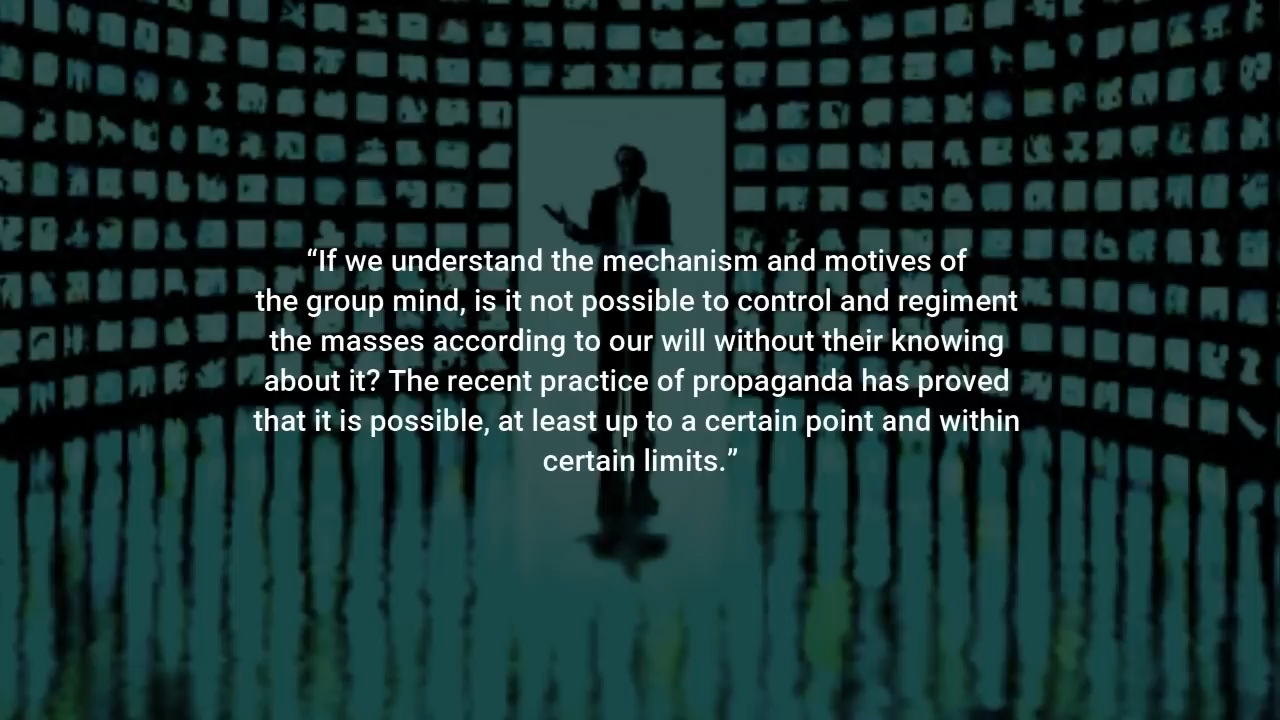 “If we understand the mechanism and motives of
the group mind, is it not possible to control and regiment
the masses according to our will without their knowing
about it? The recent practice of propaganda has proved
that it is possible, at least up to a certain point and within
certain limits.”